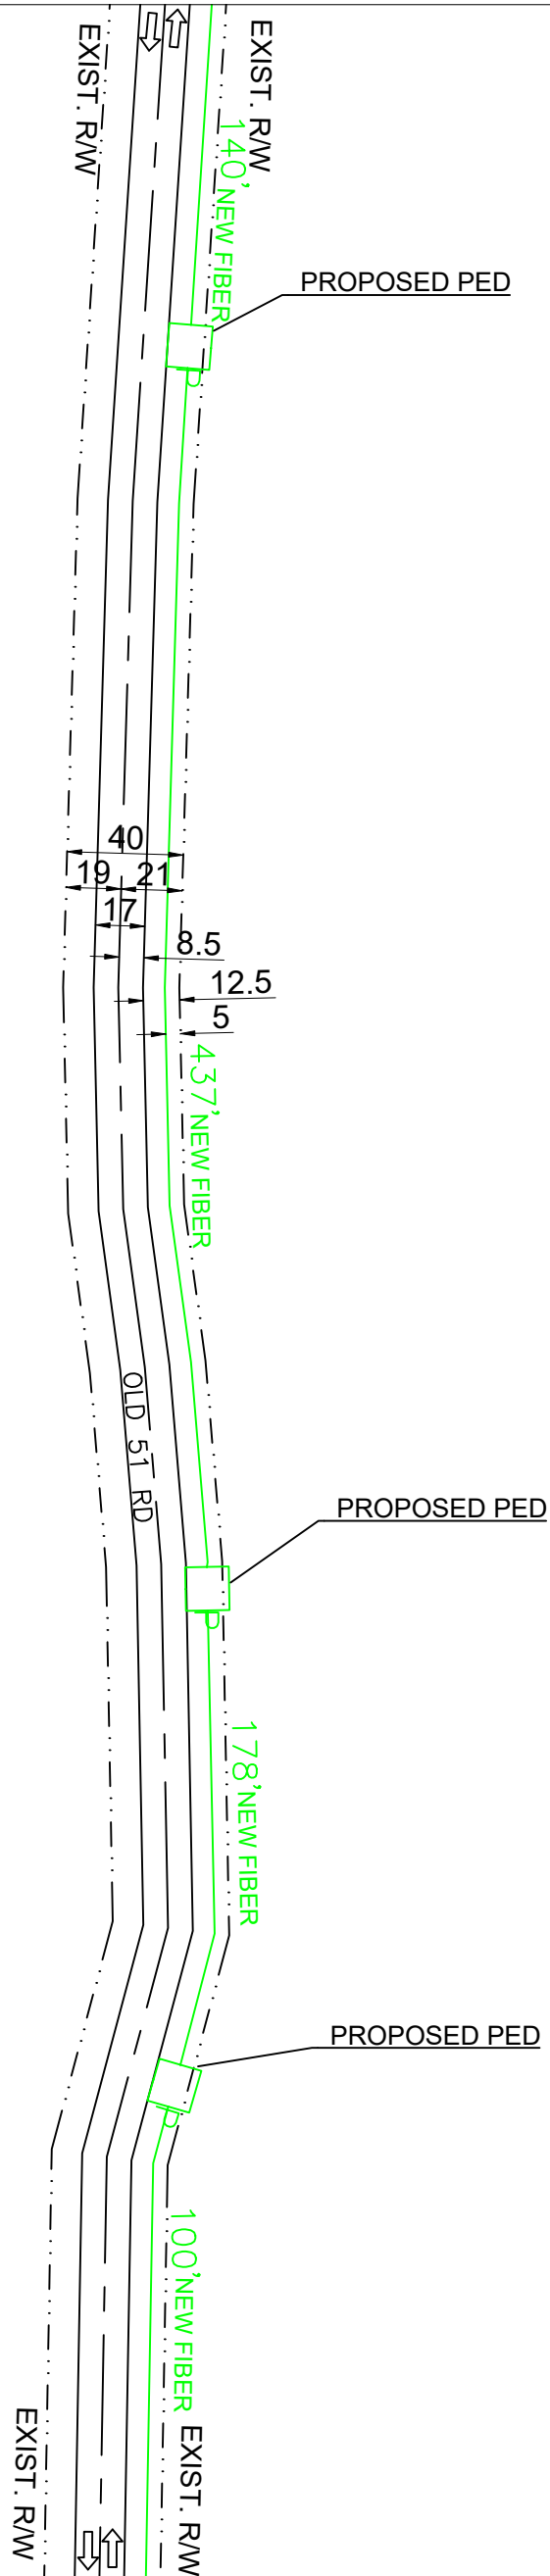 EXIST. R/W
EXIST. R/W
140' NEW FIBER
PROPOSED PED
P
40
19
21
17
8.5
12.5
5
437' NEW FIBER
OLD 51 RD
PROPOSED PED
P
178' NEW FIBER
PROPOSED PED
P
100' NEW FIBER
EXIST. R/W
EXIST. R/W